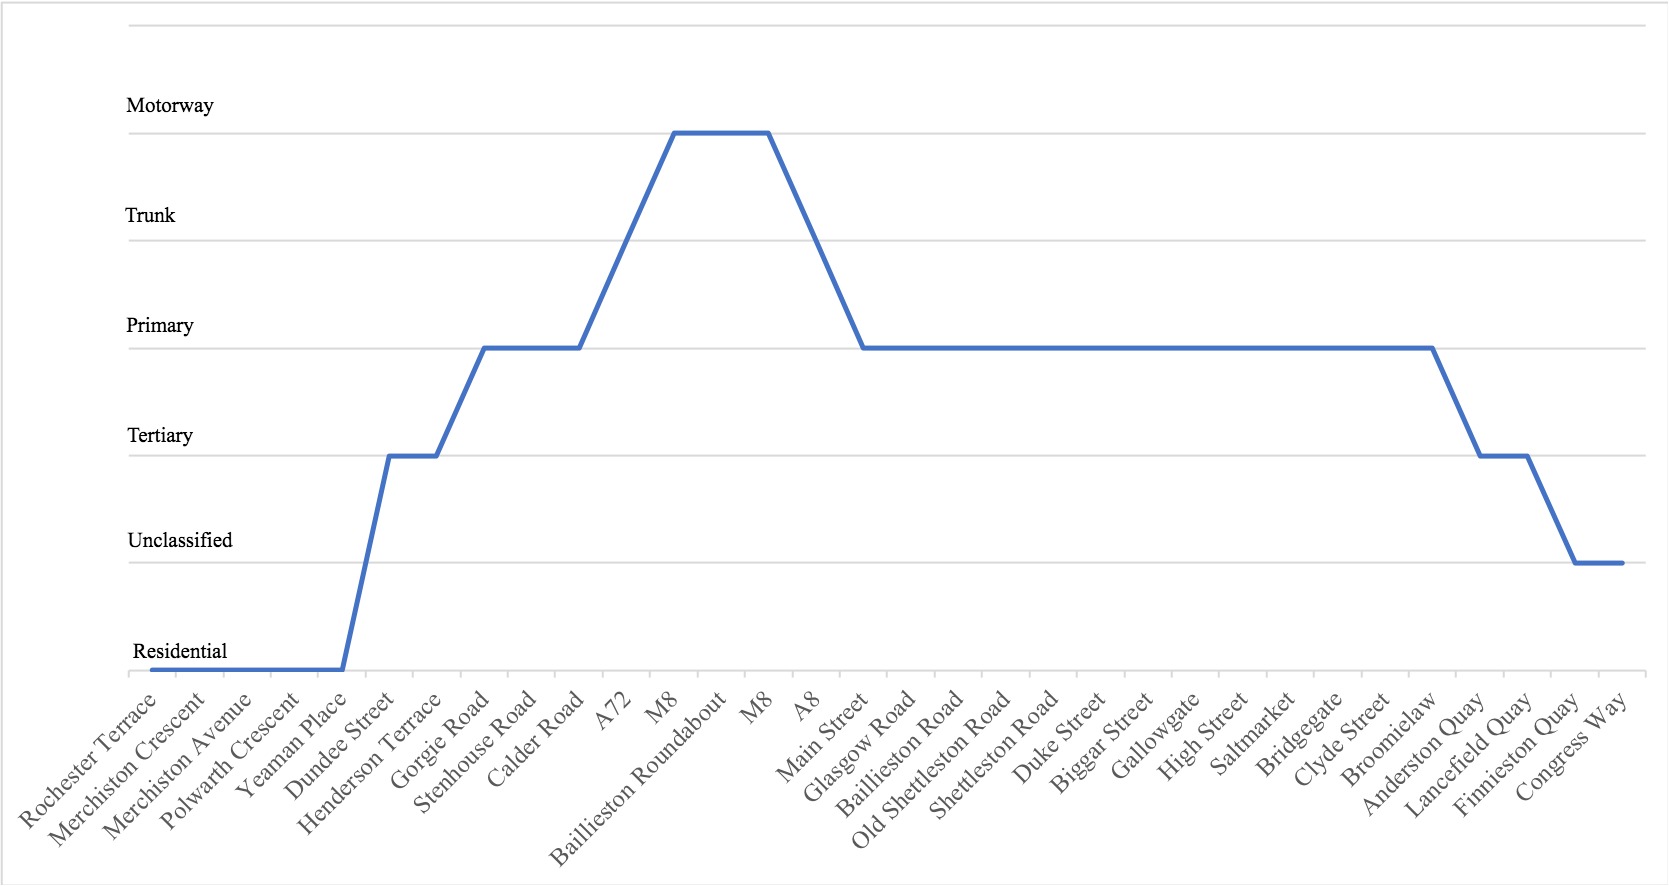 Motorway
Trunk
Primary
Tertiary
Unclassified
Residential
Rochester Terrace
Merchiston Crescent
Merchiston Avenue
Polwarth Crescent
Yeaman Place
Dundee Street
Henderson Terrace
Gorgie Road
Stenhouse Road
Calder Road
A72
M8
Baillieston Roundabout
M8
A8
Main Street
Glasgow Road
Baillieston Road
Old Shettleston Road
Shettleston Road
Duke Street
Biggar Street
Gallowgate
High Street
Saltmarket
Bridgegate
Clyde Street
Broomielaw
Anderston Quay
Lancefield Quay
Finnieston Quay
Congress Way